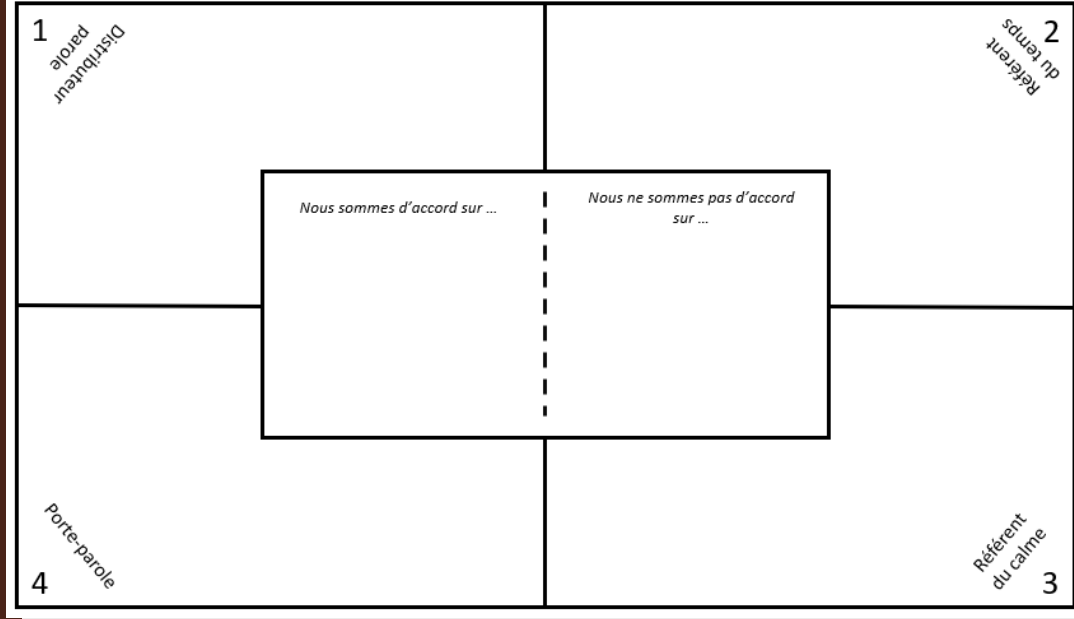 1
Distributeur
parole
2
Référent
du temps
Nous sommes d’accord sur …
Nous ne sommes pas d’accord
sur …
Porte-parole
4
Référent
du calme
3